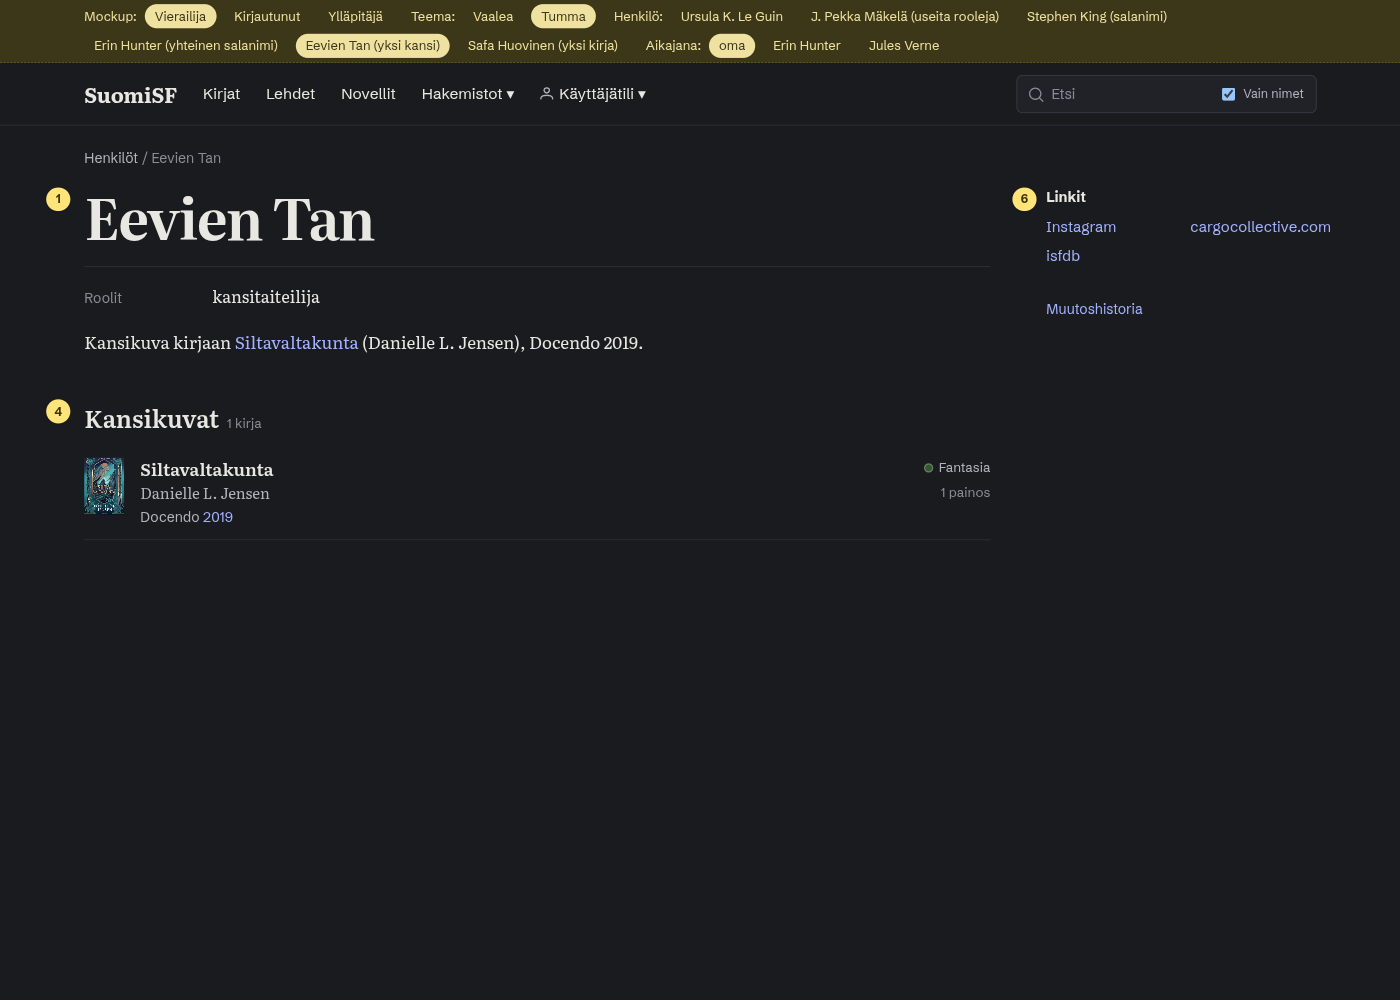 Mockup: Vierailija Kirjautunut Ylläpitäjä Teema: Vaalea Tumma Henkilö: Ursula K. Le Guin J. Pekka Mäkelä (useita rooleja) Stephen King (salanimi)
Erin Hunter (yhteinen salanimi) Eevien Tan (yksi kansi) Safa Huovinen (yksi kirja) Aikajana: oma Erin Hunter Jules Verne
SuomiSF Kirjat Lehdet Novellit Hakemistot ▾ Käyttäjätili ▾ Etsi Vain nimet
Henkilöt / Eevien Tan
1 Eevien Tan
Roolit kansitaiteilija
Kansikuva kirjaan Siltavaltakunta (Danielle L. Jensen), Docendo 2019.
4 Kansikuvat 1 kirja
Siltavaltakunta
Danielle L. Jensen
Docendo 2019
Fantasia
1 painos
6 Linkit
Instagram cargocollective.com
isfdb
Muutoshistoria